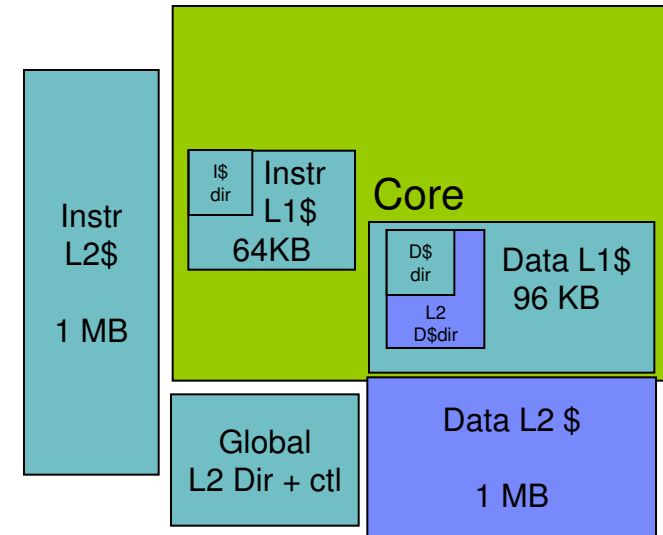 Instr
L2$
1 MB
I$
dir
Instr
L1$
64KB
Core
D$
dir
L2
D$dir
Data L1$
96 KB
Global
L2 Dir + ctl
Data L2 $
1 MB